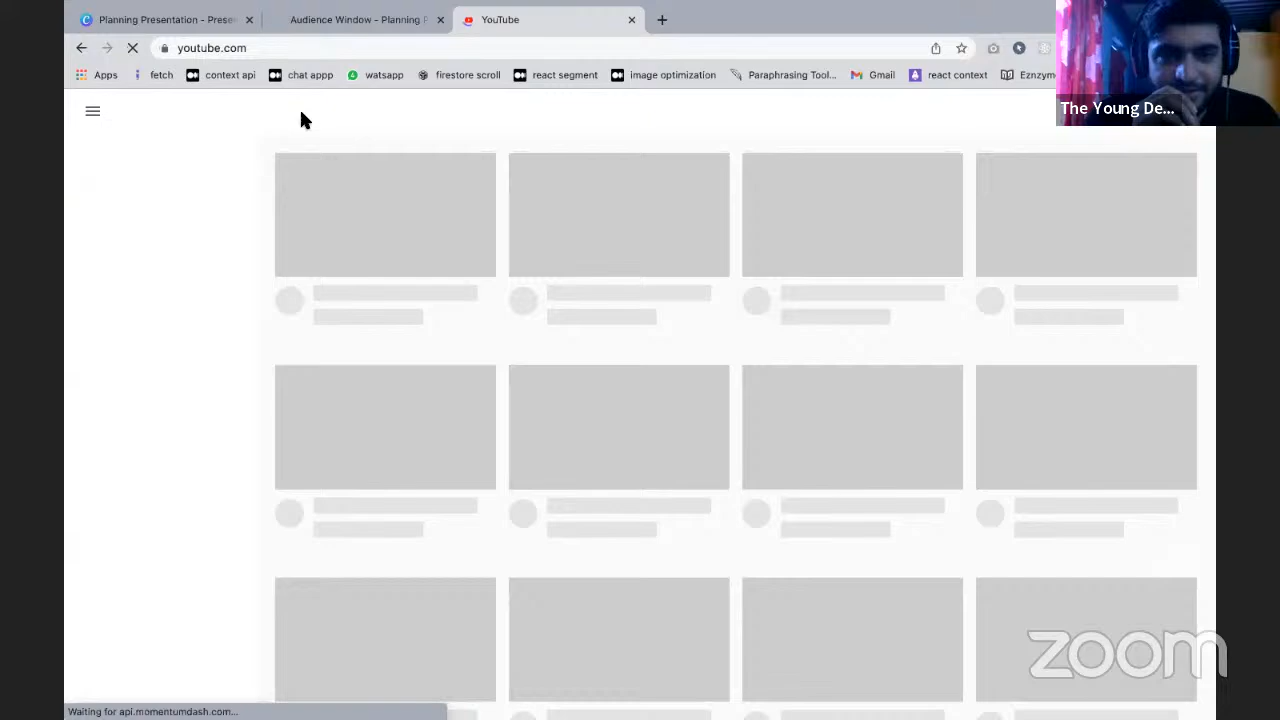 Planning Presentation - Prese
Audience Window - Planning P
YouTube
youtube.com
Apps
fetch
context api
chat appp
watsapp
firestore scroll
react segment
image optimization
Paraphrasing Tool...
Gmail
react context
Eznzyme
The Young De...
zoom
Waiting for api.momentumdash.com...